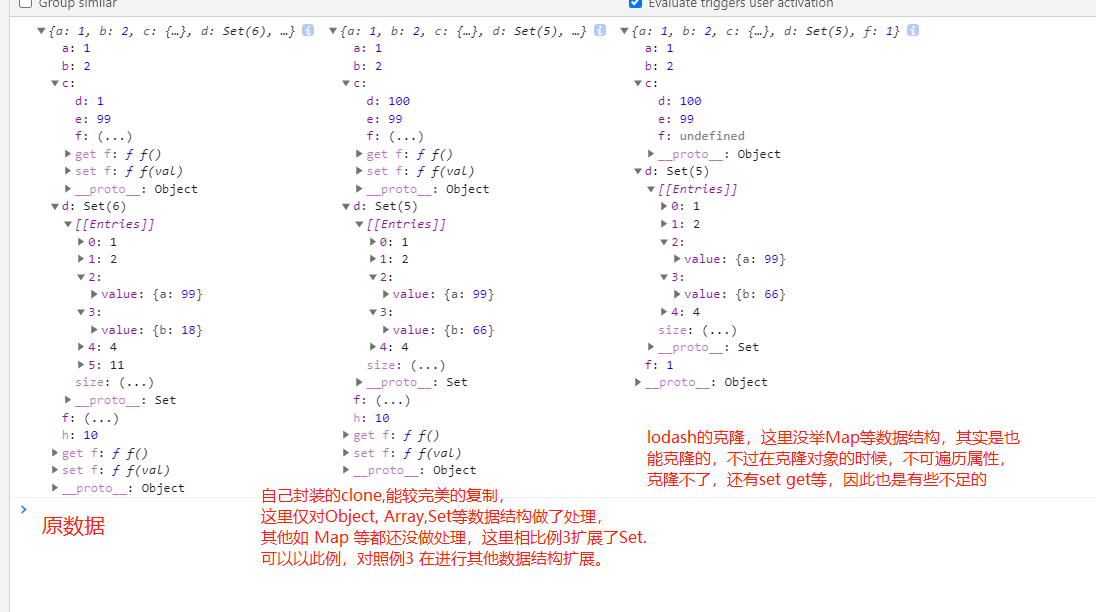 Group similar
Evaluate triggers user activation
{a: 1, b: 2, c: {…}, d: Set(6), …}
a: 1
b: 2
c:
d: 1
e: 99
f: (...)
get f: ƒ f()
set f: ƒ f(val)
__proto__: Object
d: Set(6)
[[Entries]]
0: 1
1: 2
2:
value: {a: 99}
3:
value: {b: 18}
4: 4
5: 11
size: (...)
__proto__: Set
f: (...)
h: 10
get f: ƒ f()
set f: ƒ f(val)
__proto__: Object
原数据
{a: 1, b: 2, c: {…}, d: Set(5), …}
a: 1
b: 2
c:
d: 100
e: 99
f: (...)
get f: ƒ f()
set f: ƒ f(val)
__proto__: Object
d: Set(5)
[[Entries]]
0: 1
1: 2
2:
value: {a: 99}
3:
value: {b: 66}
4: 4
size: (...)
__proto__: Set
f: (...)
h: 10
get f: ƒ f()
set f: ƒ f(val)
__proto__: Object
自己封装的clone,能较完美的复制，
这里仅对Object, Array,Set等数据结构做了处理，
其他如 Map 等都还没做处理，这里相比例3扩展了Set.
可以以此例，对照例3 在进行其他数据结构扩展。
{a: 1, b: 2, c: {…}, d: Set(5), f: 1}
a: 1
b: 2
c:
d: 100
e: 99
f: undefined
__proto__: Object
d: Set(5)
[[Entries]]
0: 1
1: 2
2:
value: {a: 99}
3:
value: {b: 66}
4: 4
size: (...)
__proto__: Set
f: 1
__proto__: Object
lodash的克隆，这里没举Map等数据结构，其实是也
能克隆的，不过在克隆对象的时候，不可遍历属性，
克隆不了，还有set get等，因此也是有些不足的